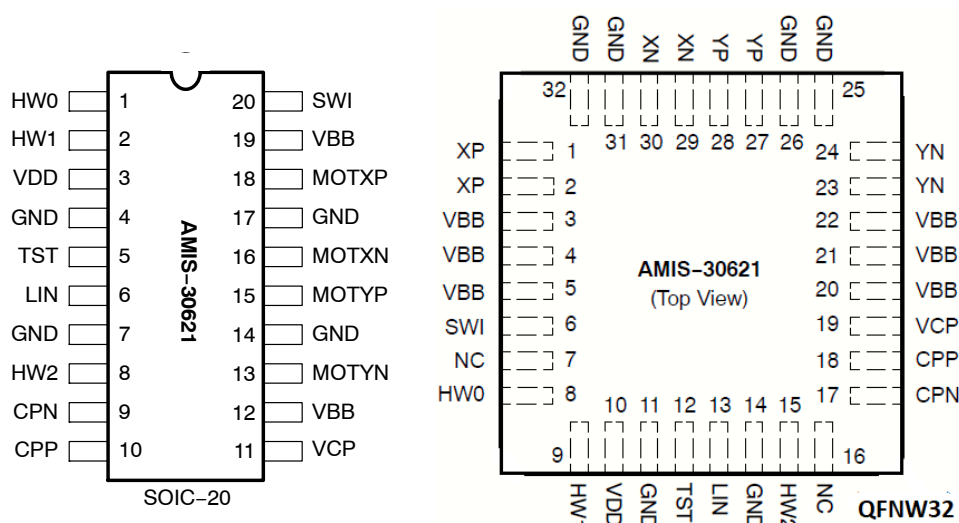 HW0 1 20 SWI
HW1 2 19 VBB
VDD 3 18 MOTXP
GND 4 17 GND
TST 5 16 MOTXN
LIN 6 15 MOTYP
GND 7 14 GND
HW2 8 13 MOTYN
CPN 9 12 VBB
CPP 10 11 VCP
AMIS-30621
SOIC-20
GND GND XN XN YP YP GND GND
32 31 30 29 28 27 26 25
XP 1 24 YN
XP 2 23 YN
VBB 3 22 VBB
VBB 4 21 VBB
VBB 5 20 VBB
SWI 6 19 VCP
NC 7 18 CPP
HW0 8 17 CPN
AMIS-30621
(Top View)
9 10 11 12 13 14 15 16
HW1 VDD GND TST LIN GND HW2 NC
QFNW32